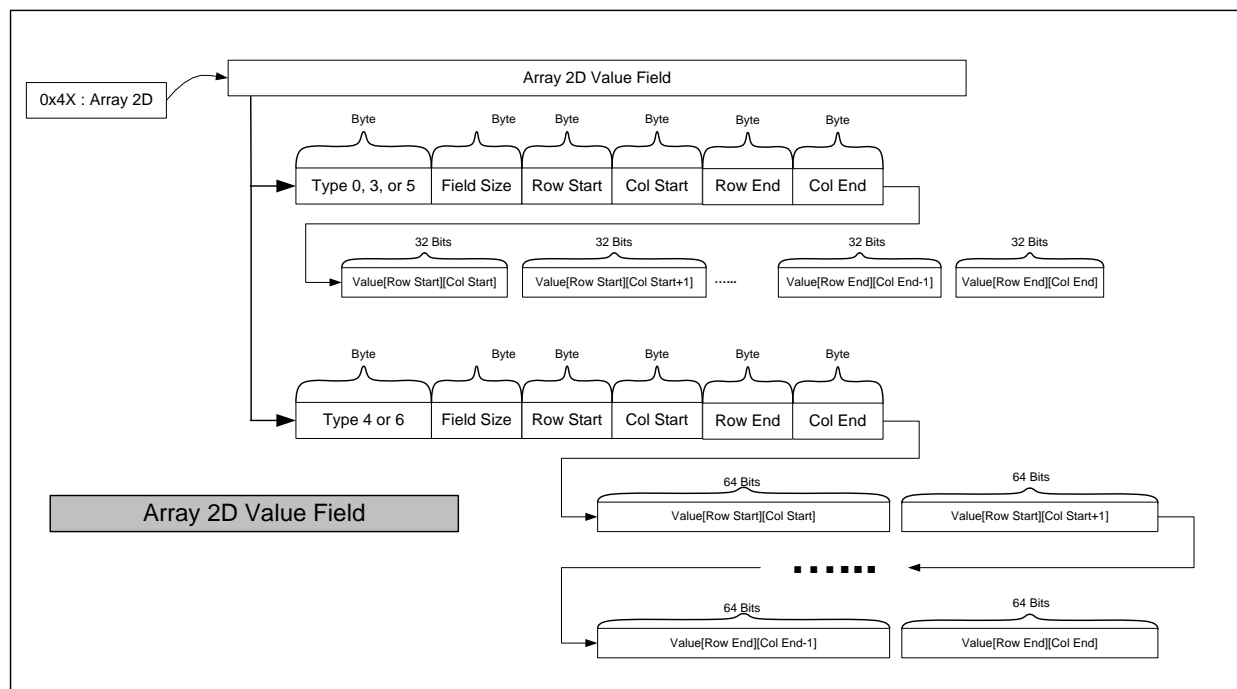 Array 2D Value Field
0x4X : Array 2D
Byte Byte Byte Byte Byte Byte
Type 0, 3, or 5 Field Size Row Start Col Start Row End Col End
32 Bits 32 Bits 32 Bits 32 Bits
Value[Row Start][Col Start] Value[Row Start][Col Start+1] ...... Value[Row End][Col End-1] Value[Row End][Col End]
Byte Byte Byte Byte Byte Byte
Type 4 or 6 Field Size Row Start Col Start Row End Col End
64 Bits 64 Bits
Array 2D Value Field Value[Row Start][Col Start] Value[Row Start][Col Start+1]
......
64 Bits 64 Bits
Value[Row End][Col End-1] Value[Row End][Col End]